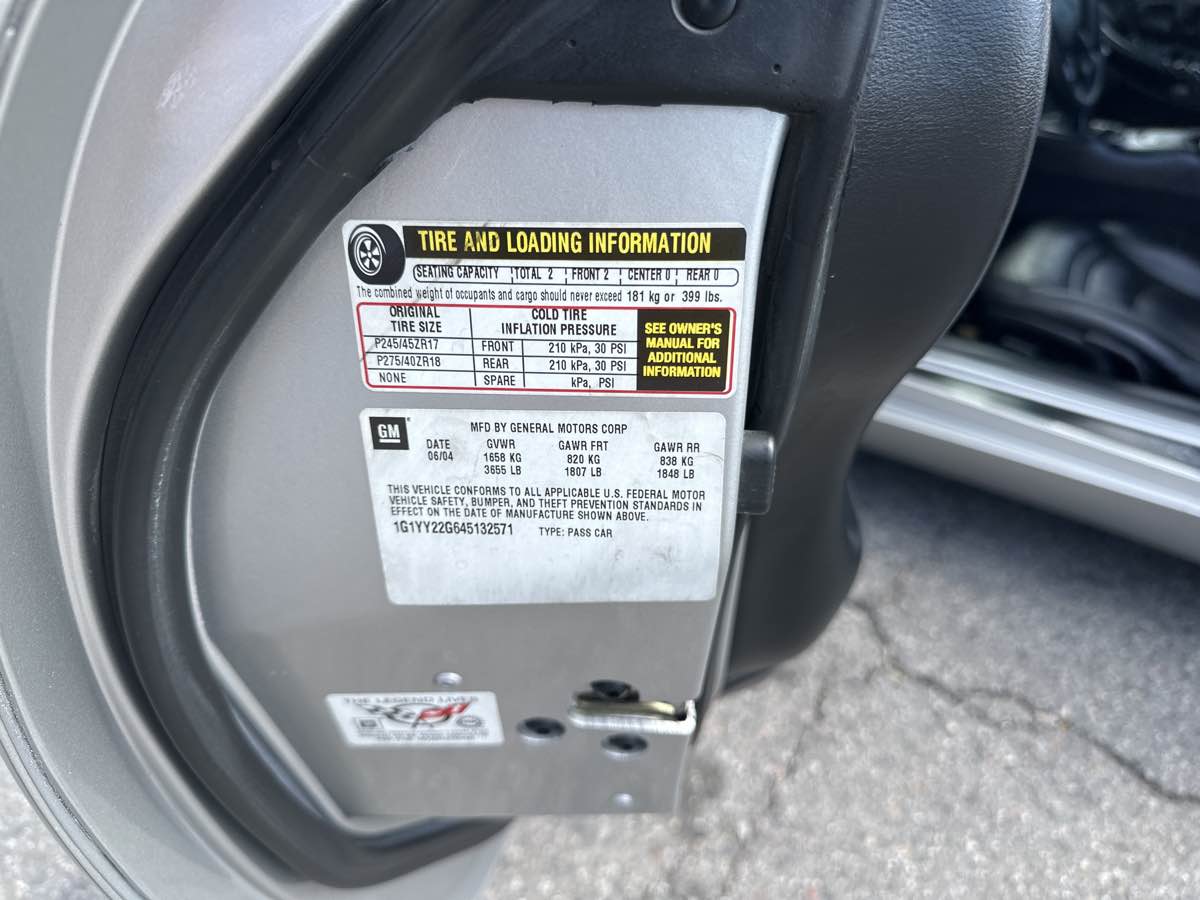 TIRE AND LOADING INFORMATION
SEATING CAPACITY TOTAL 2 FRONT 2 CENTER 0 REAR 0
The combined weight of occupants and cargo should never exceed 181 kg or 399 lbs.
ORIGINAL TIRE SIZE COLD TIRE INFLATION PRESSURE
P245/45ZR17 FRONT 210 kPa, 30 PSI
P275/40ZR18 REAR 210 kPa, 30 PSI
NONE SPARE kPa, PSI
SEE OWNER'S
MANUAL FOR
ADDITIONAL
INFORMATION
GM
MFD BY GENERAL MOTORS CORP
DATE GVWR GAWR FRT GAWR RR
06/04 1658 KG 820 KG 838 KG
3655 LB 1807 LB 1848 LB
THIS VEHICLE CONFORMS TO ALL APPLICABLE U.S. FEDERAL MOTOR
VEHICLE SAFETY, BUMPER, AND THEFT PREVENTION STANDARDS IN
EFFECT ON THE DATE OF MANUFACTURE SHOWN ABOVE.
1G1YY22G645132571 TYPE: PASS CAR
THE LEGEND LIVES